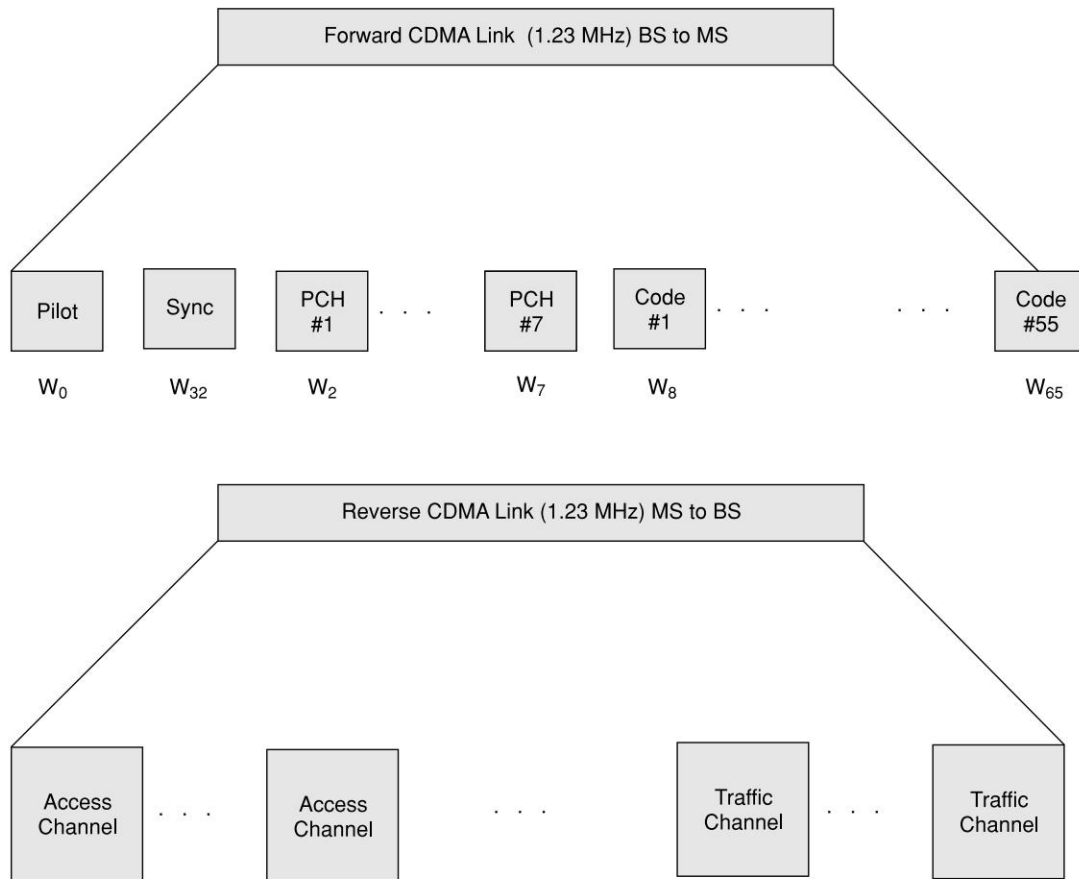 Forward CDMA Link (1.23 MHz) BS to MS
Pilot
Sync
PCH
#1
. . .
PCH
#7
Code
#1
. . .
. . .
Code
#55
W₀
W₃₂
W₂
W₇
W₈
W₆₅
Reverse CDMA Link (1.23 MHz) MS to BS
Access
Channel
. . .
Access
Channel
. . .
Traffic
Channel
. . .
Traffic
Channel